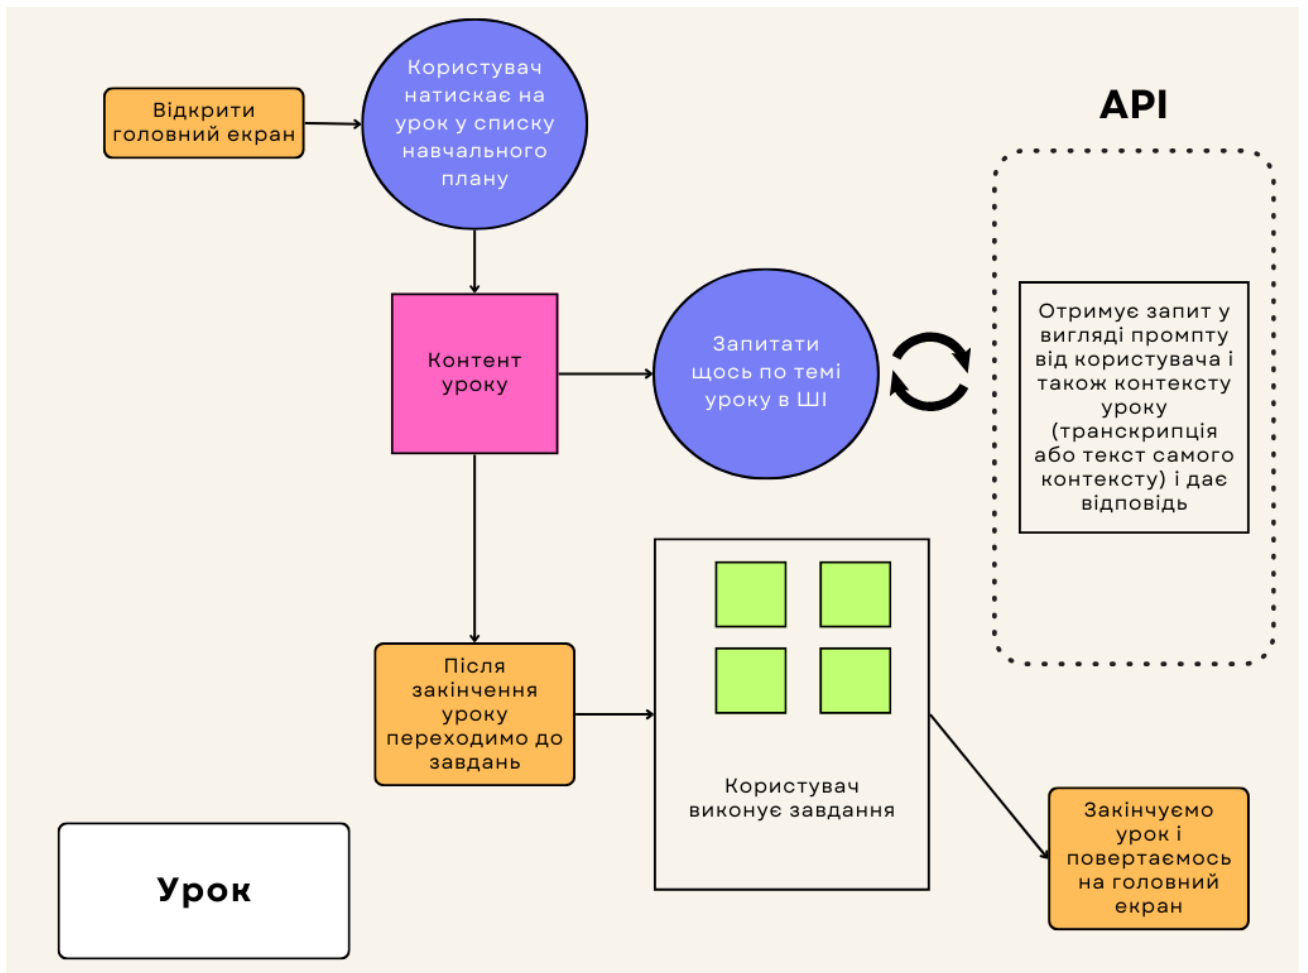 Відкрити
головний екран
Користувач
натискає на
урок у списку
навчального
плану
API
Контент
уроку
Запитати
щось по темі
уроку в ШІ
Отримує запит у
вигляді промпту
від користувача і
також контексту
уроку
(транскрипція
або текст самого
контексту) і дає
відповідь
Після
закінчення
уроку
переходимо до
завдань
Користувач
виконує завдання
Закінчуємо
урок і
повертаємось
на головний
екран
Урок